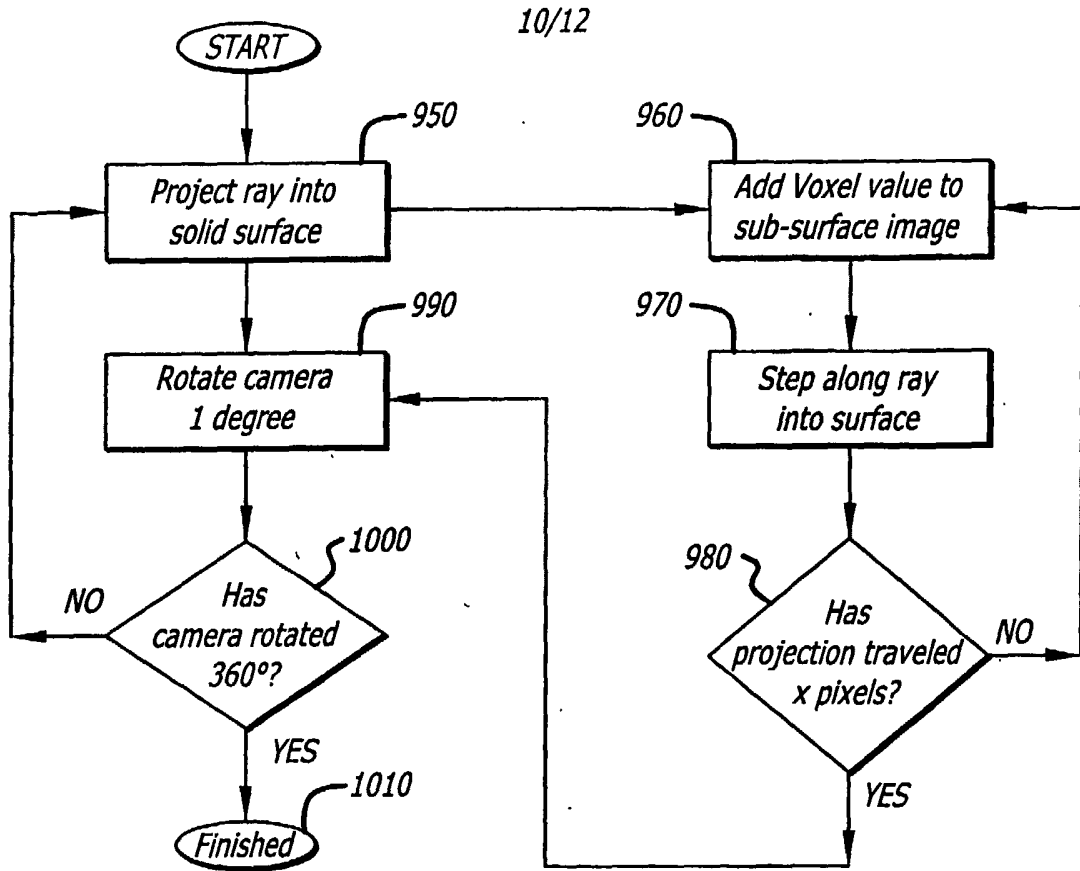 10/12
START
950
Project ray into
solid surface
960
Add Voxel value to
sub-surface image
990
Rotate camera
1 degree
970
Step along ray
into surface
1000
Has
camera rotated
360°?
NO
YES
980
Has
projection traveled
x pixels?
NO
YES
1010
Finished